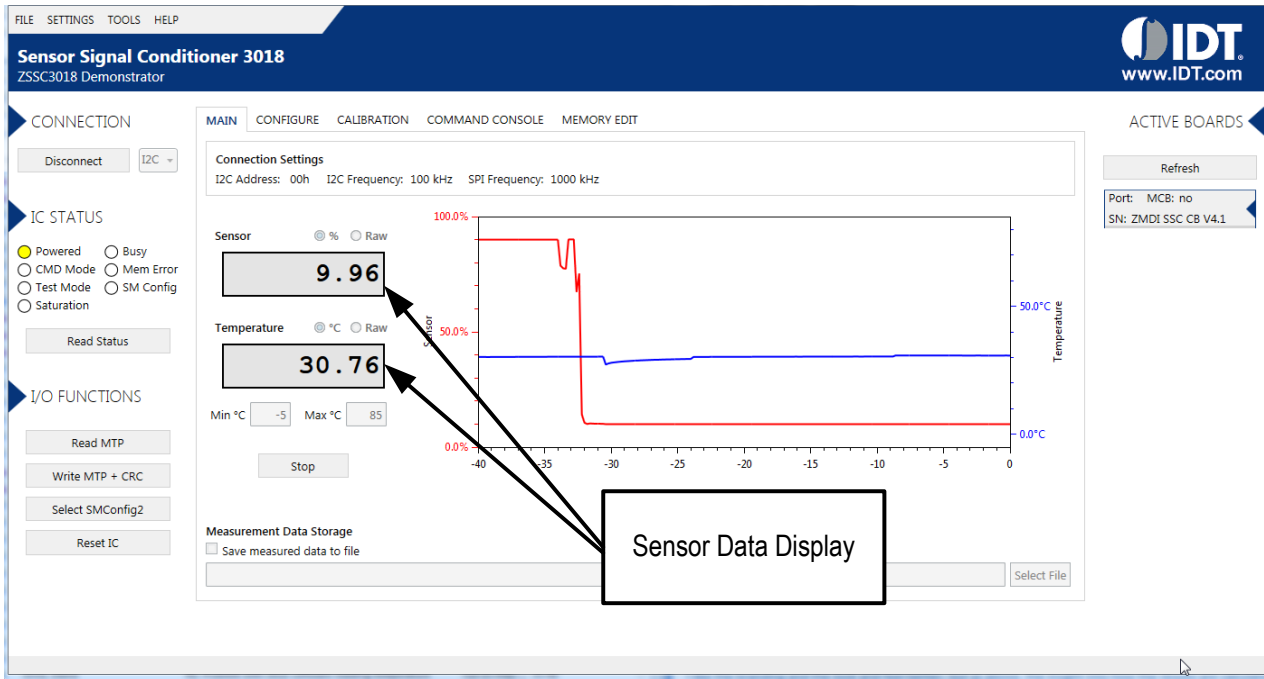 FILE SETTINGS TOOLS HELP
Sensor Signal Conditioner 3018
ZSSC3018 Demonstrator
IDT.
www.IDT.com
CONNECTION
Disconnect I2C
IC STATUS
Powered Busy
CMD Mode Mem Error
Test Mode SM Config
Saturation
Read Status
I/O FUNCTIONS
Read MTP
Write MTP + CRC
Select SMConfig2
Reset IC
MAIN CONFIGURE CALIBRATION COMMAND CONSOLE MEMORY EDIT
Connection Settings
I2C Address: 00h I2C Frequency: 100 kHz SPI Frequency: 1000 kHz
Sensor % Raw
9.96
Temperature °C Raw
30.76
Min °C -5 Max °C 85
Stop
100.0%
50.0%
0.0%
Sensor
50.0°C
0.0°C
Temperature
-40 -35 -30 -25 -20 -15 -10 -5 0
Sensor Data Display
Measurement Data Storage
Save measured data to file
Select File
ACTIVE BOARDS
Refresh
Port: MCB: no
SN: ZMDI SSC CB V4.1